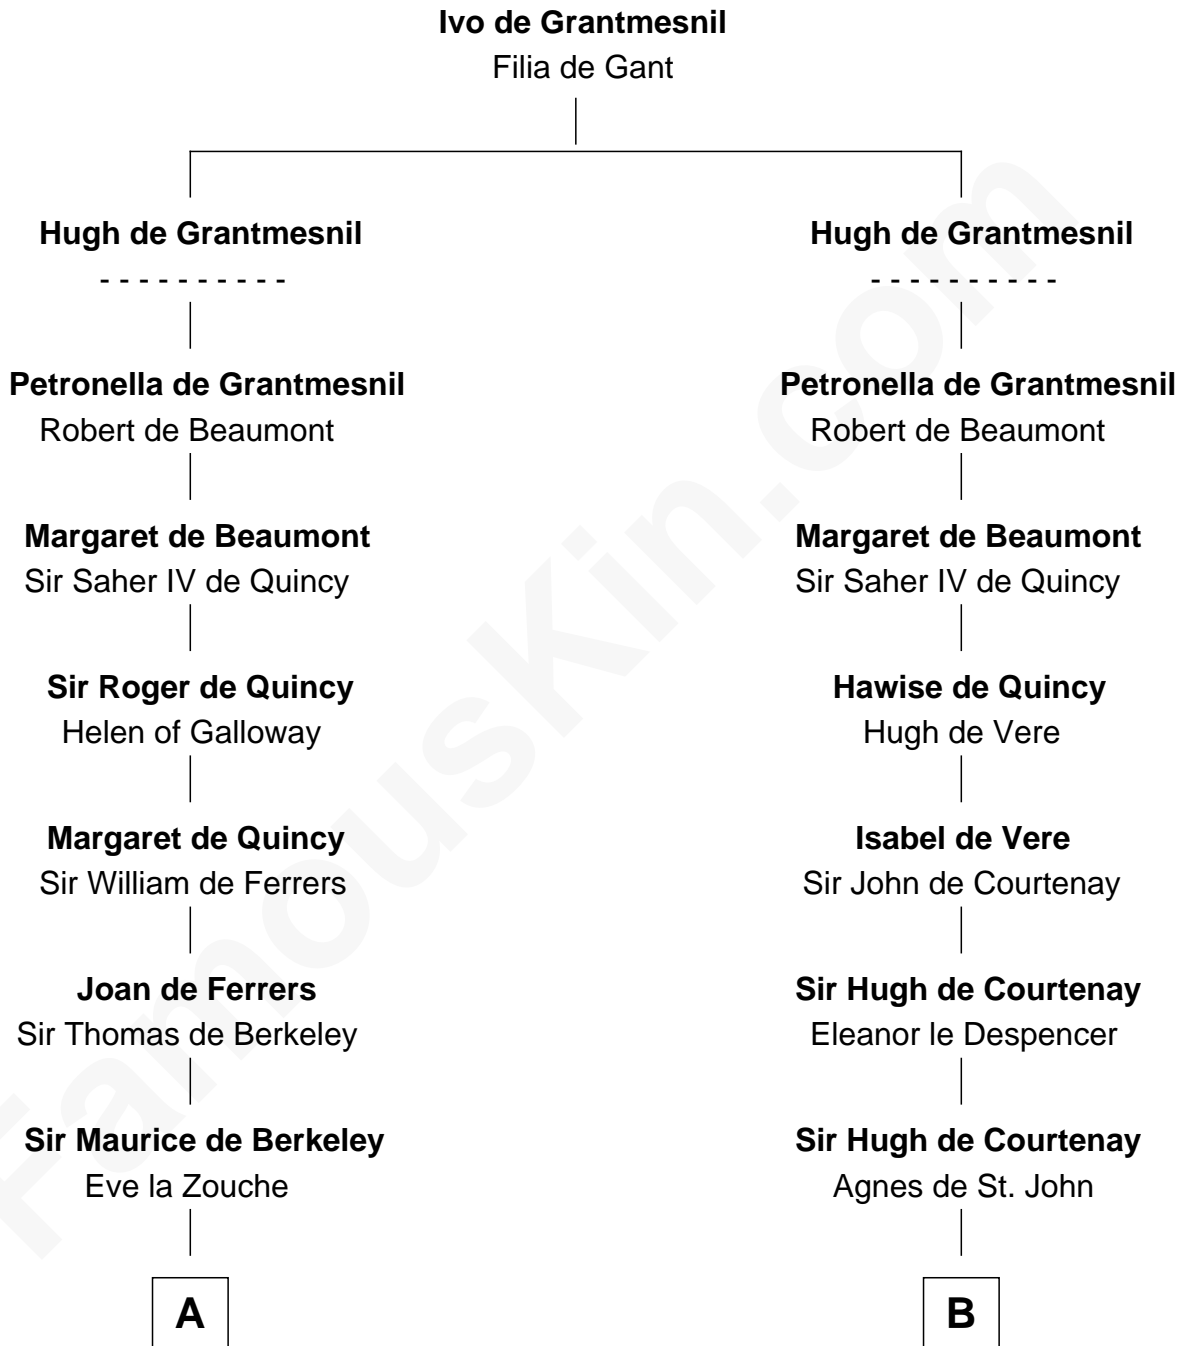 Ivo de Grantmesnil
Filia de Gant
Hugh de Grantmesnil
- - - - - - - - - -
Petronella de Grantmesnil
Robert de Beaumont
Margaret de Beaumont
Sir Saher IV de Quincy
Sir Roger de Quincy
Helen of Galloway
Margaret de Quincy
Sir William de Ferrers
Joan de Ferrers
Sir Thomas de Berkeley
Sir Maurice de Berkeley
Eve la Zouche
A
Hugh de Grantmesnil
- - - - - - - - - -
Petronella de Grantmesnil
Robert de Beaumont
Margaret de Beaumont
Sir Saher IV de Quincy
Hawise de Quincy
Hugh de Vere
Isabel de Vere
Sir John de Courtenay
Sir Hugh de Courtenay
Eleanor le Despencer
Sir Hugh de Courtenay
Agnes de St. John
B
FamousKin.com